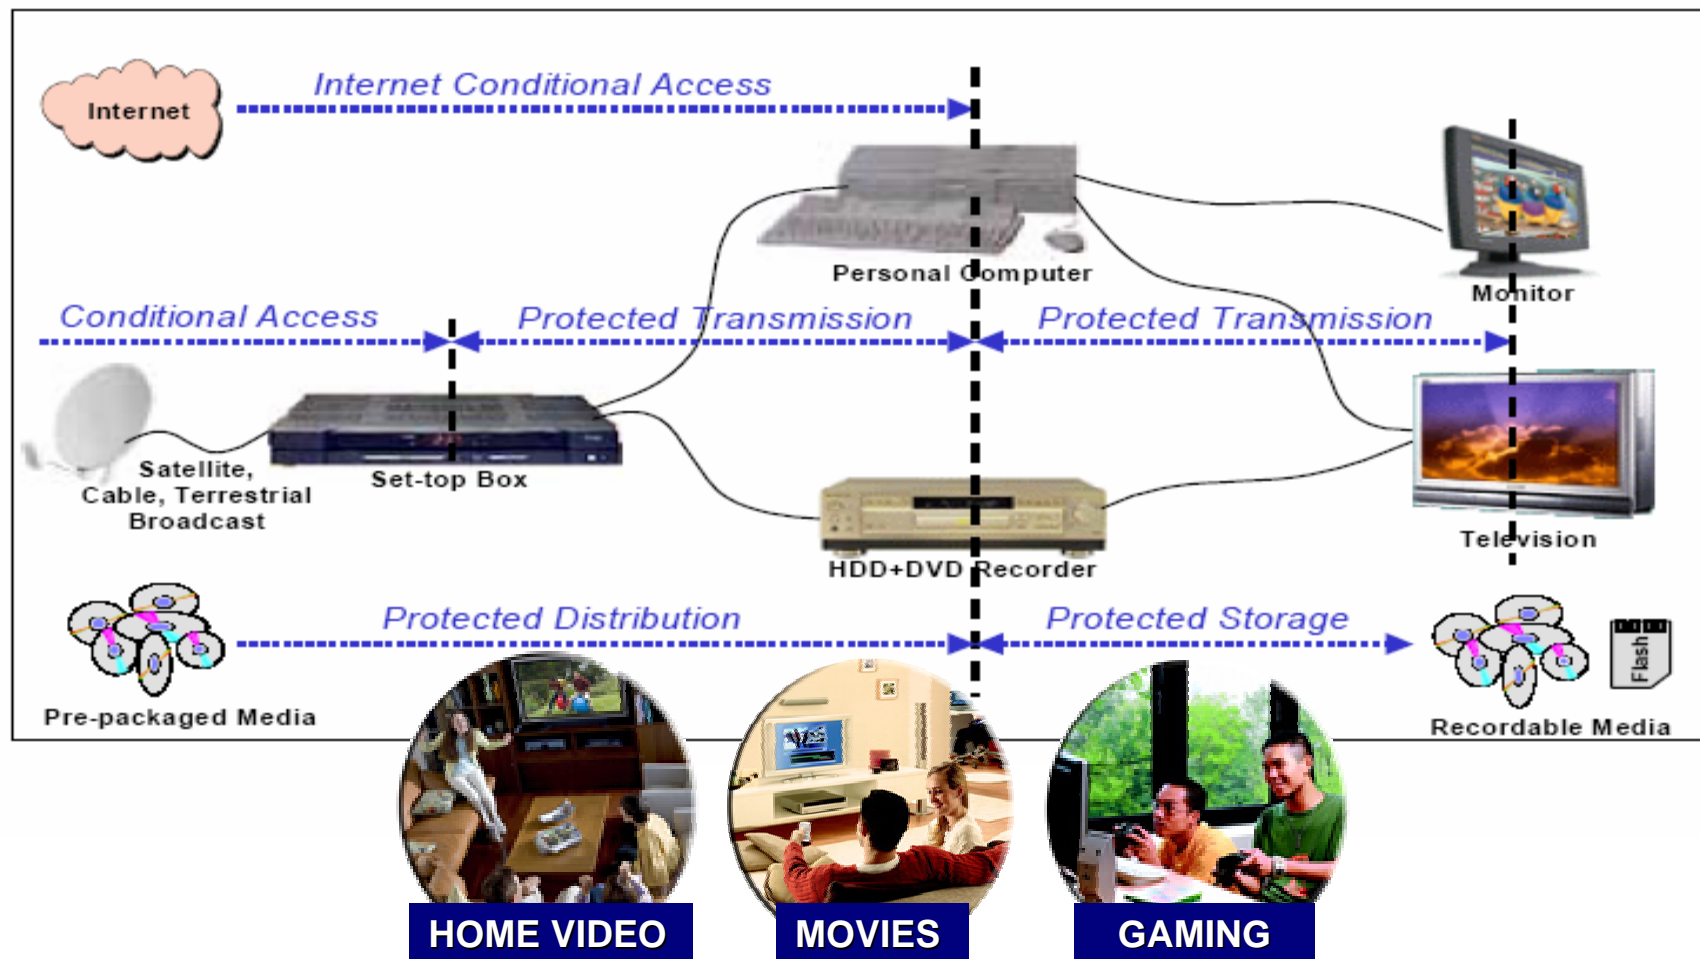 Internet Conditional Access
Internet
Personal Computer
Monitor
Conditional Access
Protected Transmission
Protected Transmission
Satellite,
Cable, Terrestrial
Broadcast
Set-top Box
HDD+DVD Recorder
Television
Protected Distribution
Protected Storage
Flash
Pre-packaged Media
Recordable Media
HOME VIDEO
MOVIES
GAMING